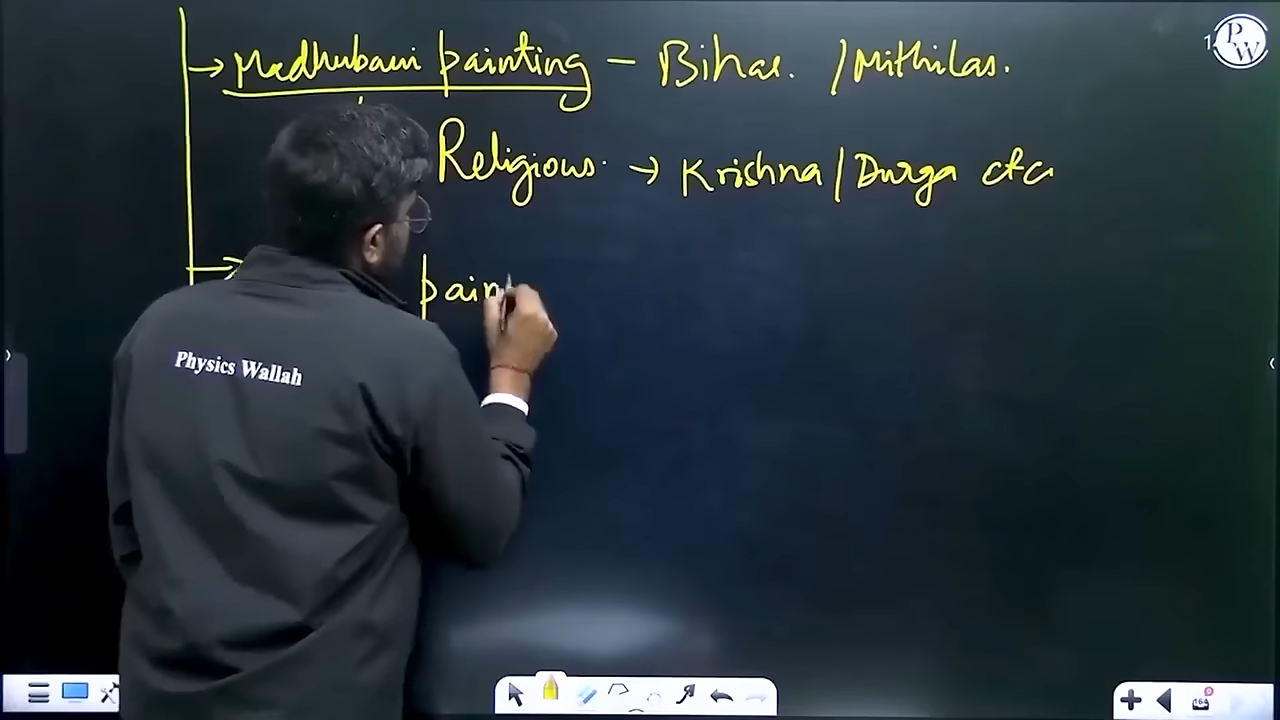 → Madhubani painting – Bihar. / Mithilas.
Religious. → Krishna / Durga etc.
→ pain
Physics Wallah
PW